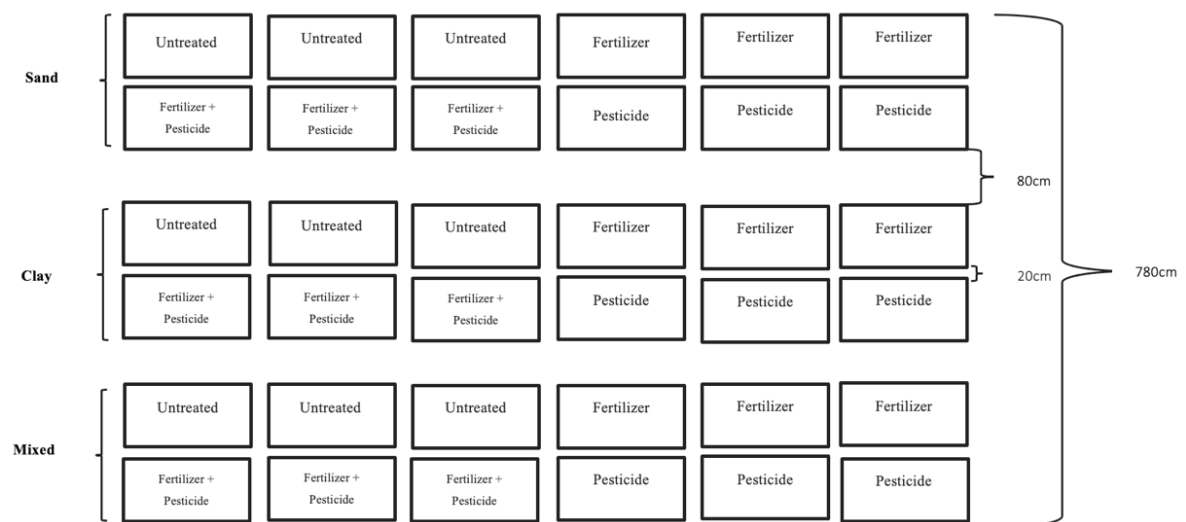 Untreated Untreated Untreated Fertilizer Fertilizer Fertilizer
Sand
Fertilizer + Fertilizer + Fertilizer + Pesticide Pesticide Pesticide
Pesticide Pesticide Pesticide
80cm
Untreated Untreated Untreated Fertilizer Fertilizer Fertilizer
Clay
20cm
780cm
Fertilizer + Fertilizer + Fertilizer + Pesticide Pesticide Pesticide
Pesticide Pesticide Pesticide
Untreated Untreated Untreated Fertilizer Fertilizer Fertilizer
Mixed
Fertilizer + Fertilizer + Fertilizer + Pesticide Pesticide Pesticide
Pesticide Pesticide Pesticide